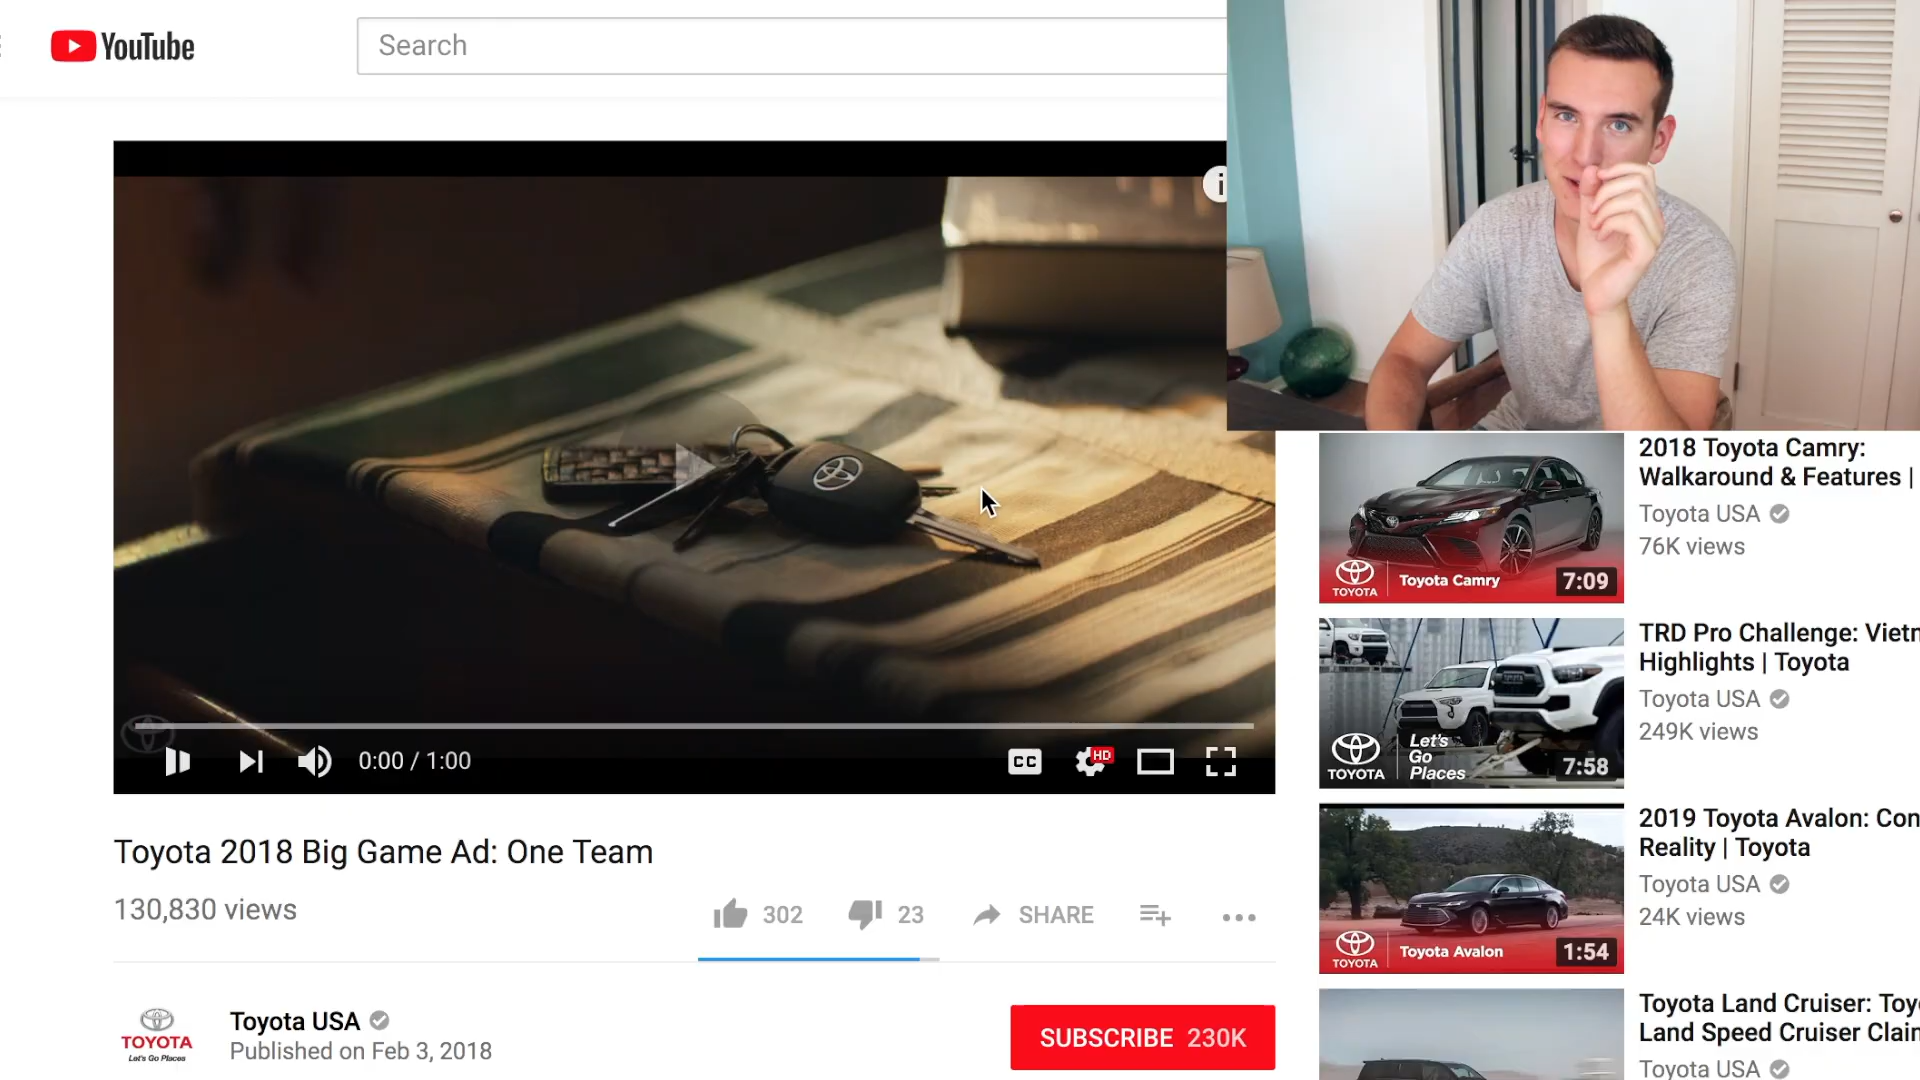 YouTube
Search
i
0:00 / 1:00
CC
HD
Toyota 2018 Big Game Ad: One Team
130,830 views
302
23
SHARE
TOYOTA
Let's Go Places
Toyota USA
Published on Feb 3, 2018
SUBSCRIBE 230K
TOYOTA
Toyota Camry
7:09
2018 Toyota Camry:
Walkaround & Features |
Toyota USA
76K views
TOYOTA
Let's
Go
Places
7:58
TRD Pro Challenge: Vietn
Highlights | Toyota
Toyota USA
249K views
TOYOTA
Toyota Avalon
1:54
2019 Toyota Avalon: Con
Reality | Toyota
Toyota USA
24K views
Toyota Land Cruiser: Toyo
Land Speed Cruiser Clain
Toyota USA